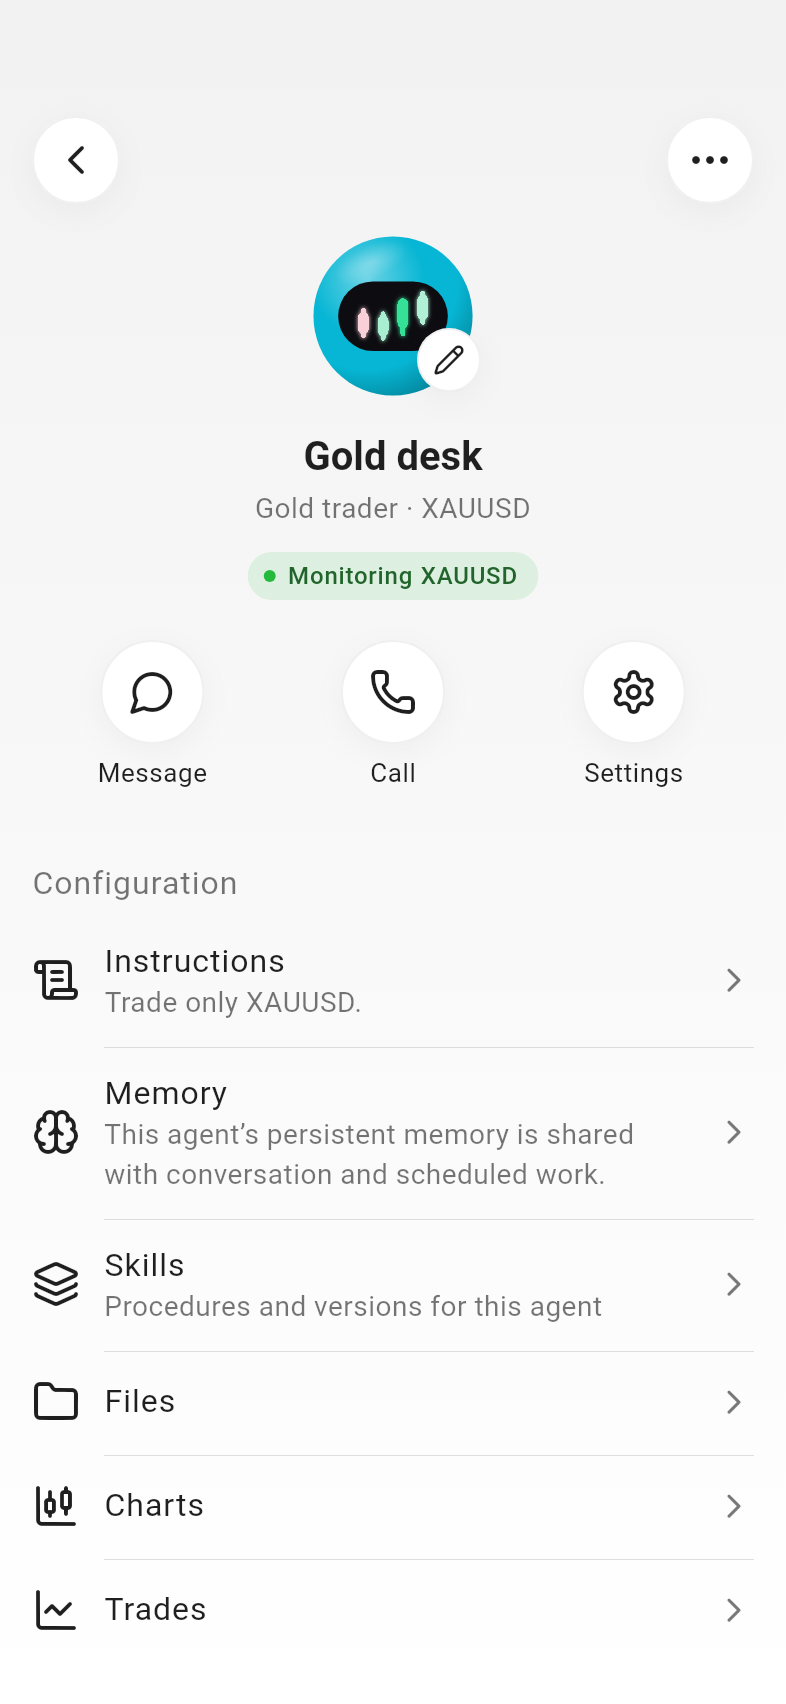 Gold desk
Gold trader · XAUUSD
Monitoring XAUUSD
Message
Call
Settings
Configuration
Instructions
Trade only XAUUSD.
Memory
This agent’s persistent memory is shared
with conversation and scheduled work.
Skills
Procedures and versions for this agent
Files
Charts
Trades